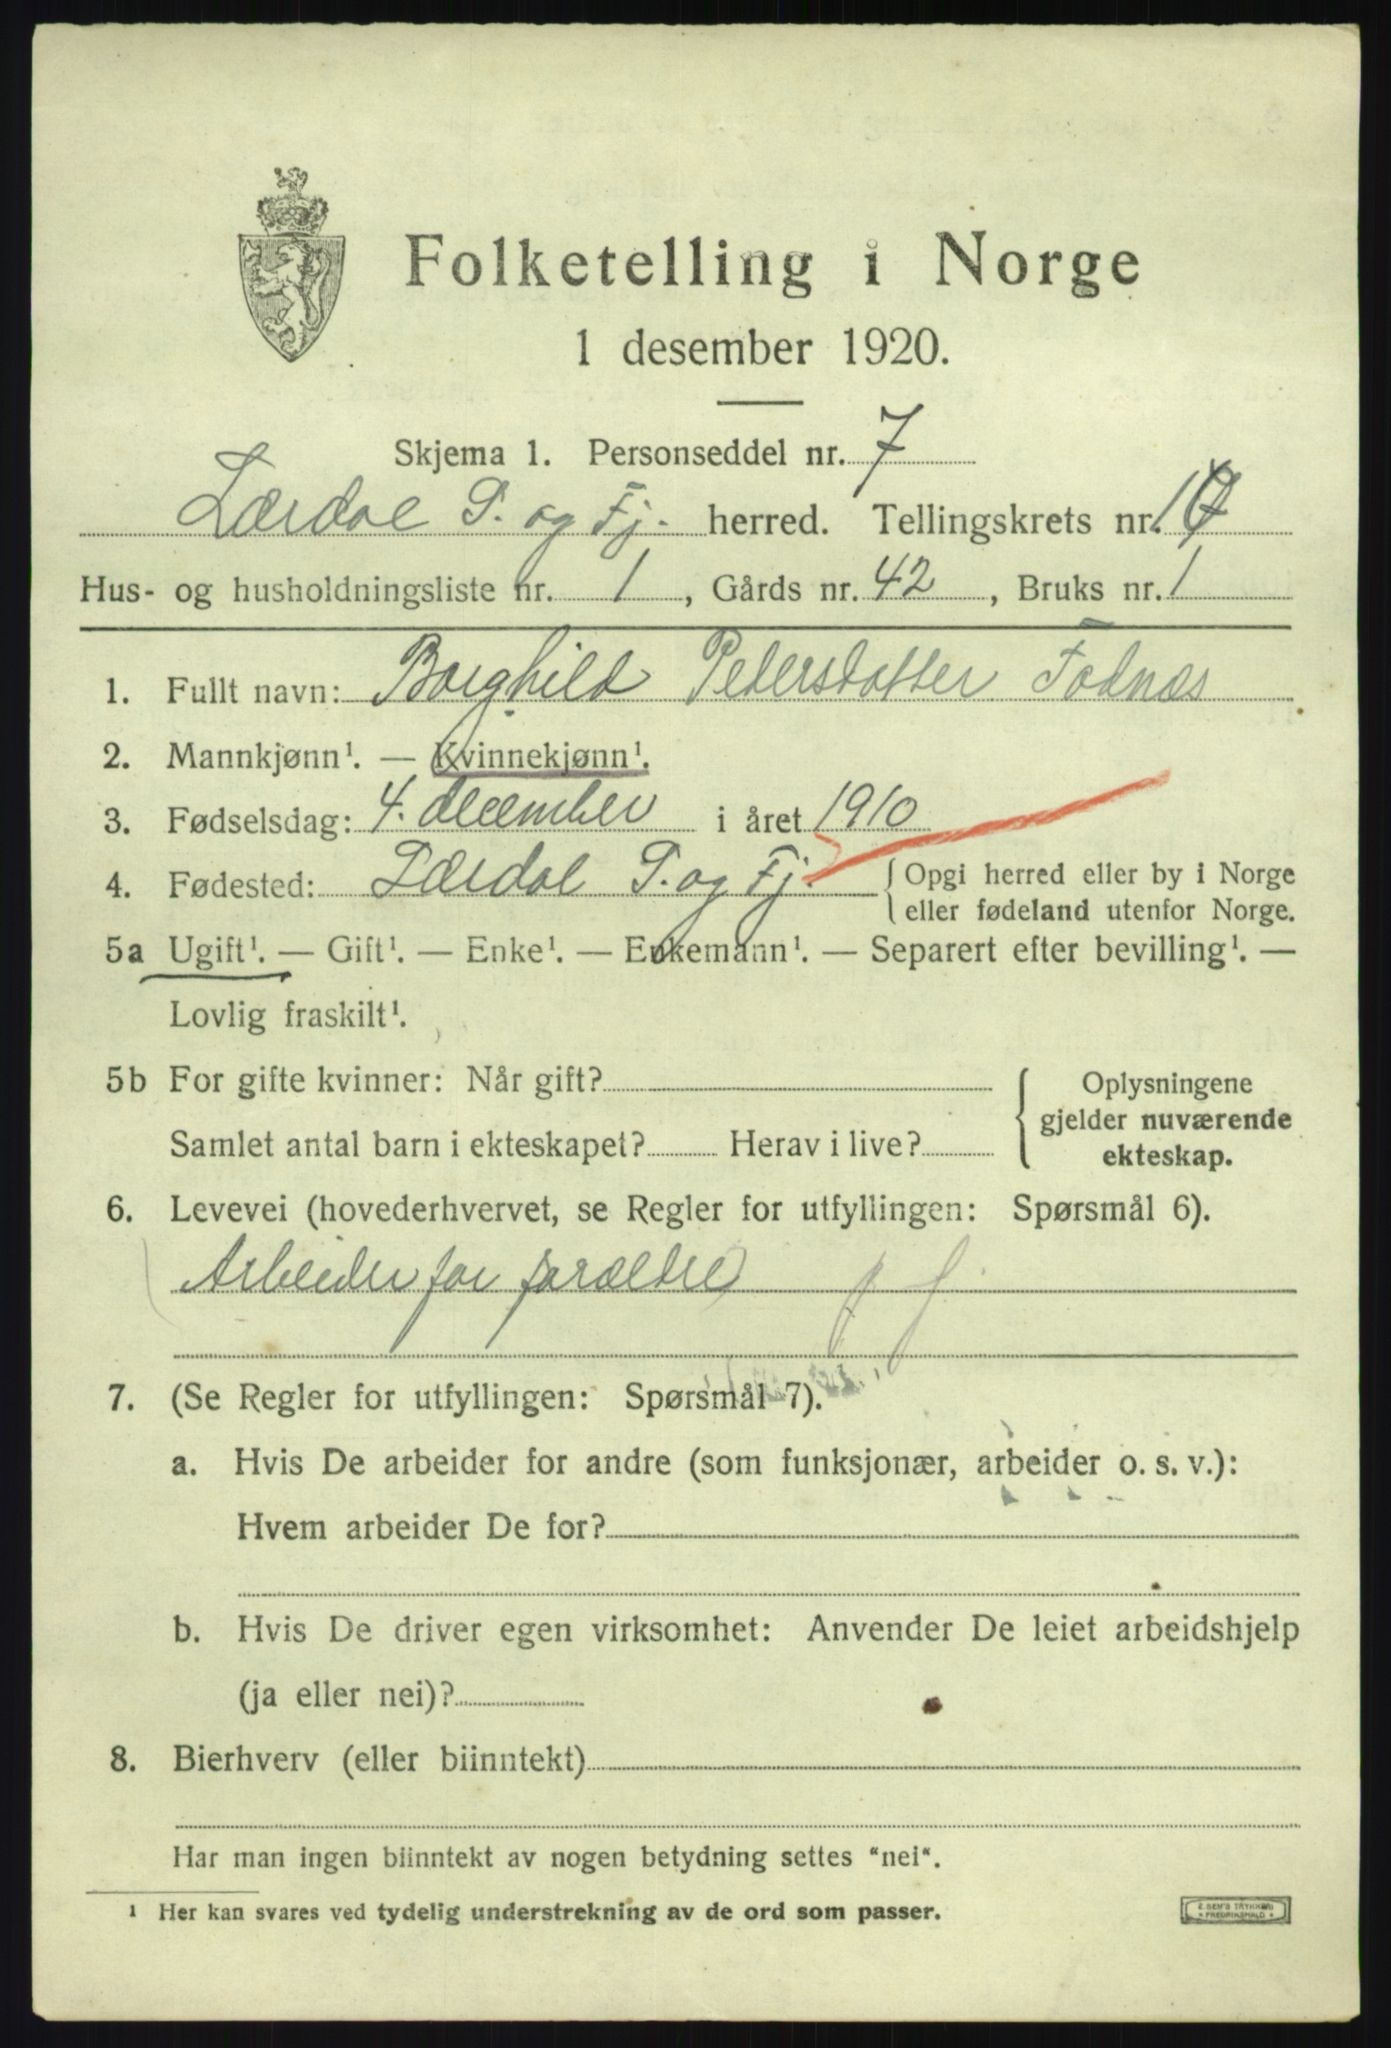 Folketelling i Norge
1 desember 1920.
Skjema 1. Personseddel nr. 7
Lærdal P. og Fj. herred. Tellingskrets nr.
Hus- og husholdningsliste nr. 1, Gårds nr. 42, Bruks nr. 1
1. Fullt navn: Borghild Pedersdatter Fodnæs
2. Mannkjønn¹. — Kvinnekjønn¹.
3. Fødselsdag: 4. december i året 1910
4. Fødested: Lærdal P. og Fj. { Opgi herred eller by i Norge
eller fødeland utenfor Norge.
5a Ugift¹. — Gift¹. — Enke¹. — Enkemann¹. — Separert efter bevilling¹. —
Lovlig fraskilt¹.
5b For gifte kvinner: Når gift?
Samlet antal barn i ekteskapet? Herav i live?
{ Oplysningene
gjelder nuværende
ekteskap.
6. Levevei (hovederhvervet, se Regler for utfyllingen: Spørsmål 6).
Arbeider for forældre
7. (Se Regler for utfyllingen: Spørsmål 7).
a. Hvis De arbeider for andre (som funksjonær, arbeider o. s. v.):
Hvem arbeider De for?
b. Hvis De driver egen virksomhet: Anvender De leiet arbeidshjelp
(ja eller nei)?
8. Bierhverv (eller biinntekt)
Har man ingen biinntekt av nogen betydning settes "nei".
¹ Her kan svares ved tydelig understrekning av de ord som passer.